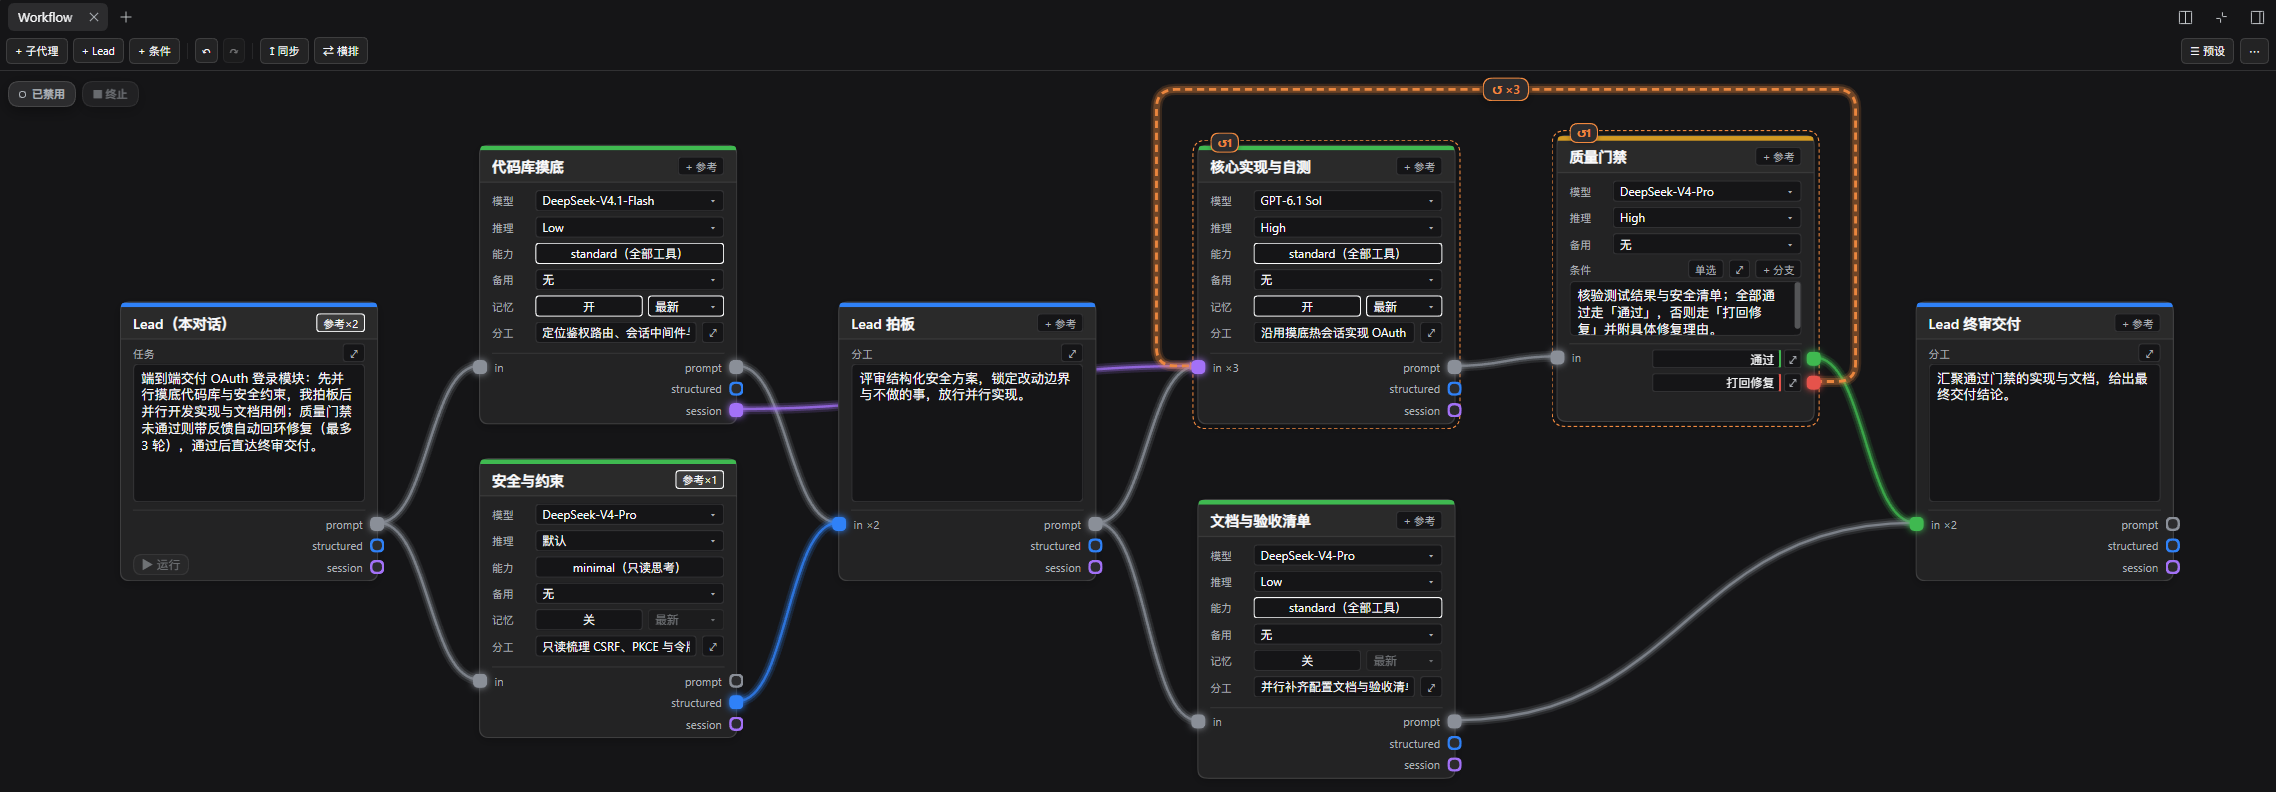 Workflow
+ 子代理
+ Lead
+ 条件
同步
横排
预设
已禁用
终止
×3
Lead（本对话）
参考×2
任务
端到端交付 OAuth 登录模块：先并
行摸底代码库与安全约束，我拍板后
并行开发实现与文档用例；质量门禁
未通过则带反馈自动回环修复（最多
3 轮），通过后直达终审交付。
prompt
structured
运行
session
代码库摸底
+ 参考
模型
DeepSeek-V4.1-Flash
推理
Low
能力
standard（全部工具）
备用
无
记忆
开
最新
分工
定位鉴权路由、会话中间件
in
prompt
structured
session
安全与约束
参考×1
模型
DeepSeek-V4-Pro
推理
默认
能力
minimal（只读思考）
备用
无
记忆
关
最新
分工
只读梳理 CSRF、PKCE 与令
in
prompt
structured
session
Lead 拍板
+ 参考
分工
评审结构化安全方案，锁定改动边界
与不做的事，放行并行实现。
in ×2
prompt
structured
session
1
核心实现与自测
+ 参考
模型
GPT-6.1 Sol
推理
High
能力
standard（全部工具）
备用
无
记忆
开
最新
分工
沿用摸底热会话实现 OAuth
in ×3
prompt
structured
session
文档与验收清单
+ 参考
模型
DeepSeek-V4-Pro
推理
Low
能力
standard（全部工具）
备用
无
记忆
关
最新
分工
并行补齐配置文档与验收清
in
prompt
structured
session
1
质量门禁
+ 参考
模型
DeepSeek-V4-Pro
推理
High
备用
无
条件
单选
+ 分支
核验测试结果与安全清单；全部通
过走「通过」，否则走「打回修
复」并附具体修复理由。
in
通过
打回修复
Lead 终审交付
+ 参考
分工
汇聚通过门禁的实现与文档，给出最
终交付结论。
in ×2
prompt
structured
session